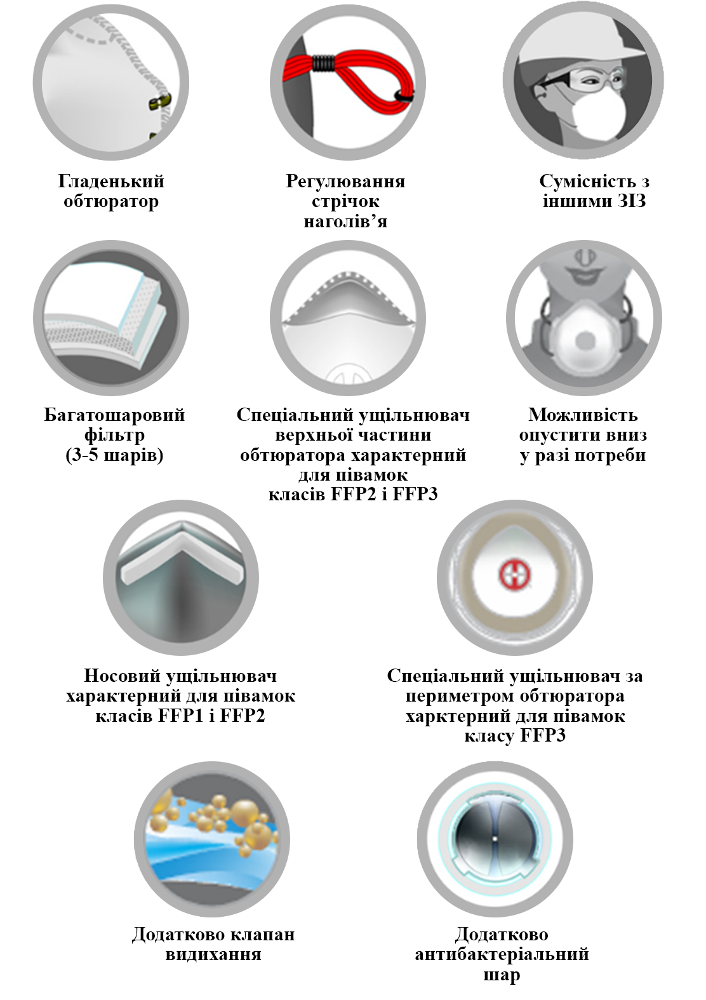 Гладенький
обтюратор
Регулювання
стрічок
наголів’я
Сумісність з
іншими ЗІЗ
Багатошаровий
фільтр
(3-5 шарів)
Спеціальний ущільнювач
верхньої частини
обтюратора характерний
для півамок
класів FFP2 і FFP3
Можливість
опустити вниз
у разі потреби
Носовий ущільнювач
характерний для півамок
класів FFP1 і FFP2
Спеціальний ущільнювач за
периметром обтюратора
харктерний для півамок
класу FFP3
Додатково клапан
видихання
Додатково
антибактеріальний
шар